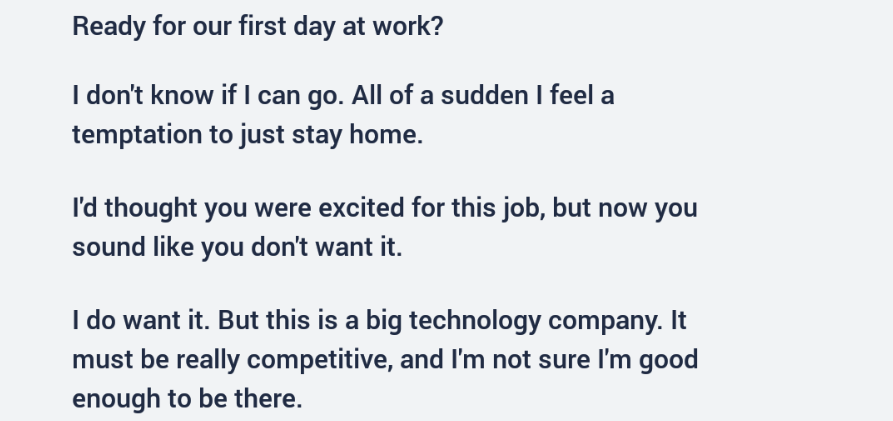 Ready for our first day at work?
I don't know if I can go. All of a sudden I feel a
temptation to just stay home.
I'd thought you were excited for this job, but now you
sound like you don't want it.
I do want it. But this is a big technology company. It
must be really competitive, and I'm not sure I'm good
enough to be there.